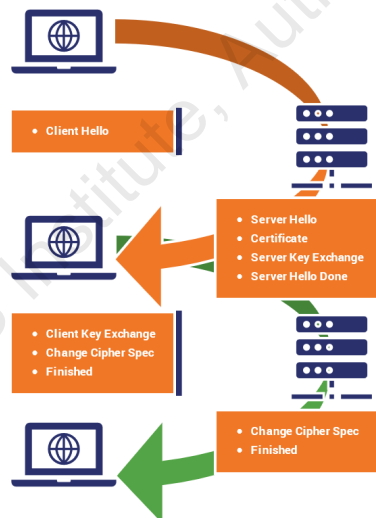 Client Hello
Server Hello
Certificate
Server Key Exchange
Server Hello Done
Client Key Exchange
Change Cipher Spec
Finished
Change Cipher Spec
Finished
Institute,